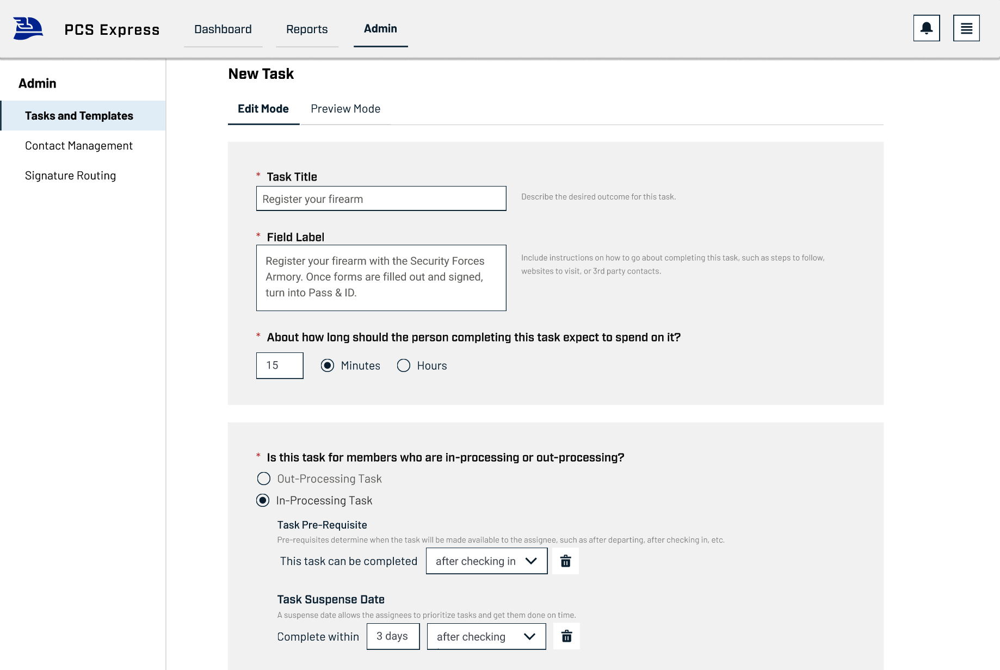 PCS Express
Dashboard
Reports
Admin
Admin
Tasks and Templates
Contact Management
Signature Routing
New Task
Edit Mode
Preview Mode
* Task Title
Register your firearm
Describe the desired outcome for this task.
* Field Label
Register your firearm with the Security Forces
Armory. Once forms are filled out and signed,
turn into Pass & ID.
Include instructions on how to go about completing this task, such as steps to follow,
websites to visit, or 3rd party contacts.
* About how long should the person completing this task expect to spend on it?
15
Minutes
Hours
* Is this task for members who are in-processing or out-processing?
Out-Processing Task
In-Processing Task
Task Pre-Requisite
Pre-requisites determine when the task will be made available to the assignee, such as after departing, after checking in, etc.
This task can be completed
after checking in
Task Suspense Date
A suspense date allows the assignees to prioritize tasks and get them done on time.
Complete within
3 days
after checking